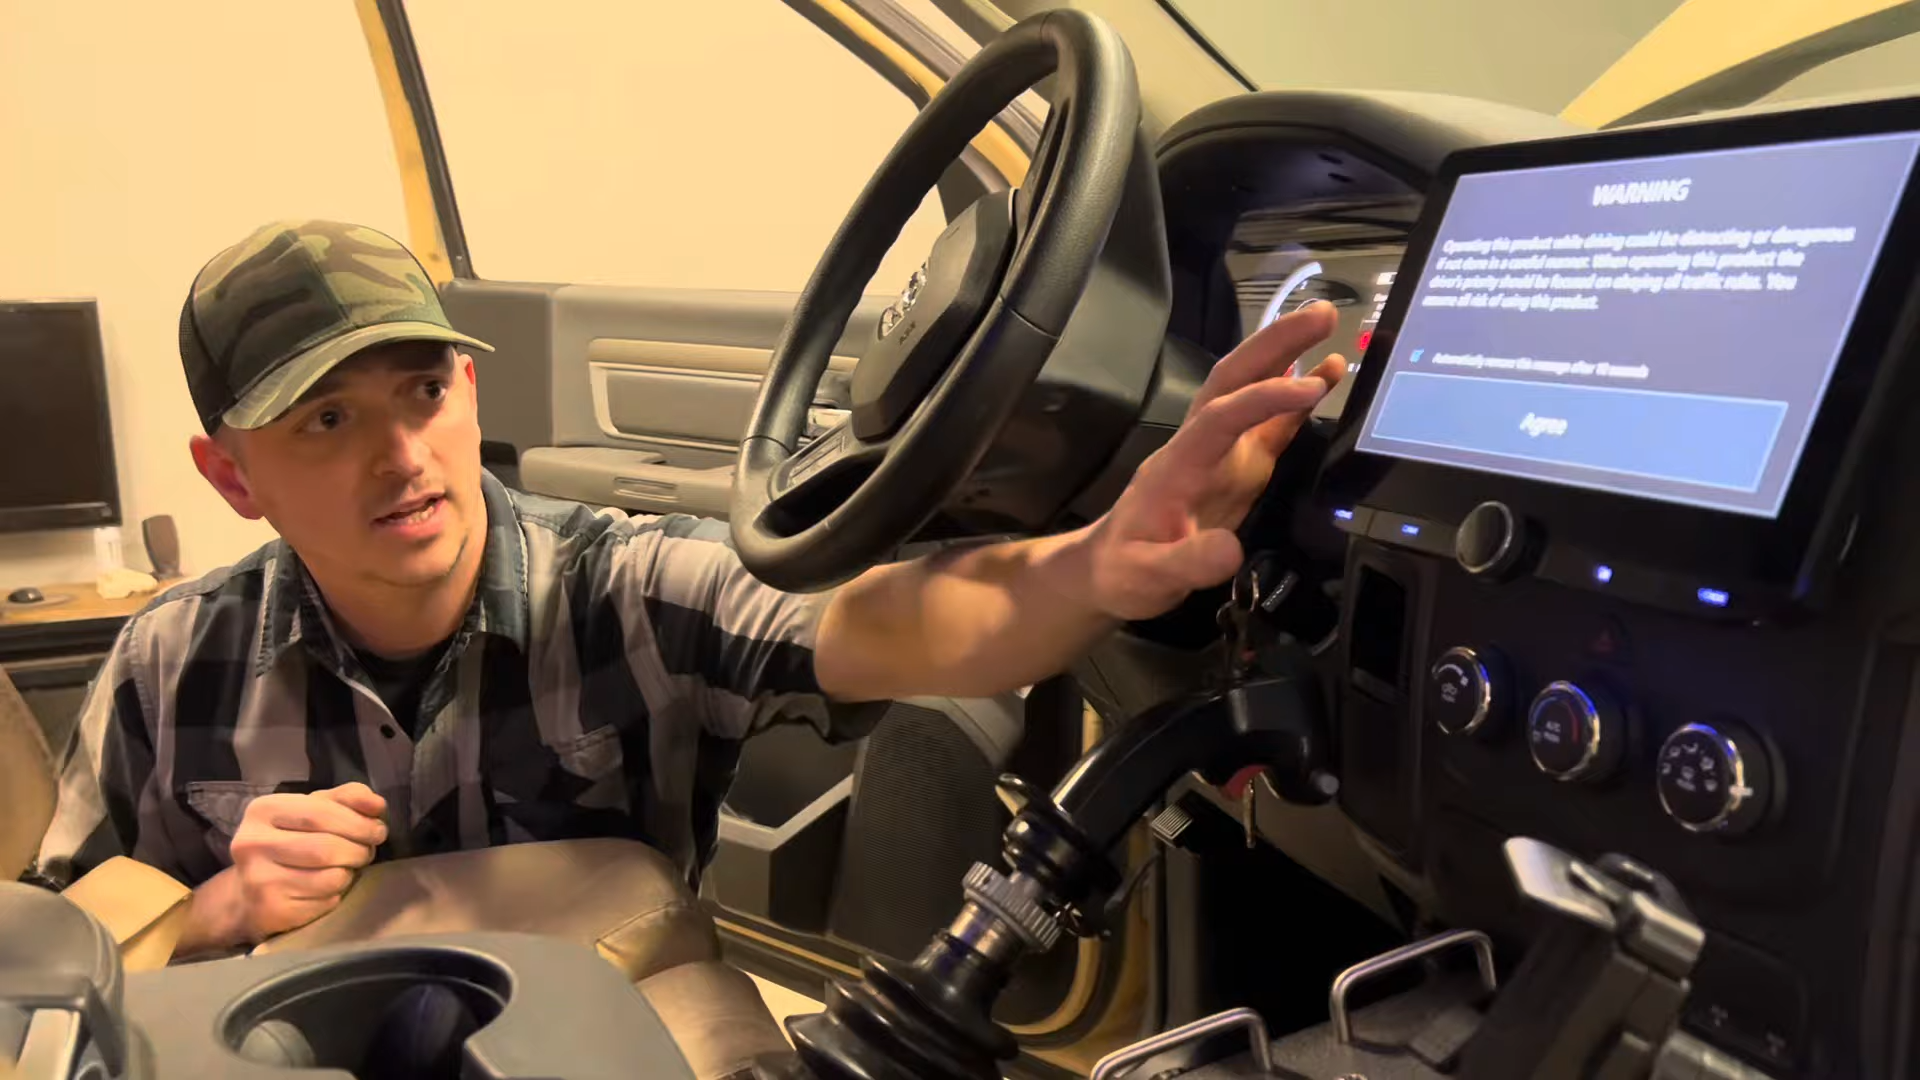 WARNING
Operating this product while driving could be distracting or dangerous
if not done in a careful manner. When operating this product the
driver's priority should be focused on obeying all traffic rules. You
assume all risk of using this product.
Automatically remove this message after 10 seconds
Agree